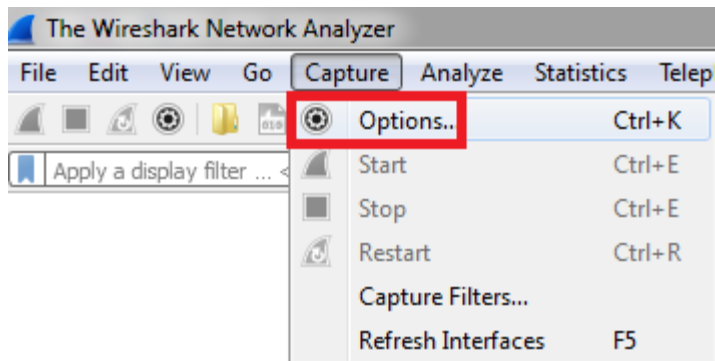 The Wireshark Network Analyzer
File Edit View Go Capture Analyze Statistics Telep
Options... Ctrl+K
Apply a display filter ... <
Start Ctrl+E
Stop Ctrl+E
Restart Ctrl+R
Capture Filters...
Refresh Interfaces F5